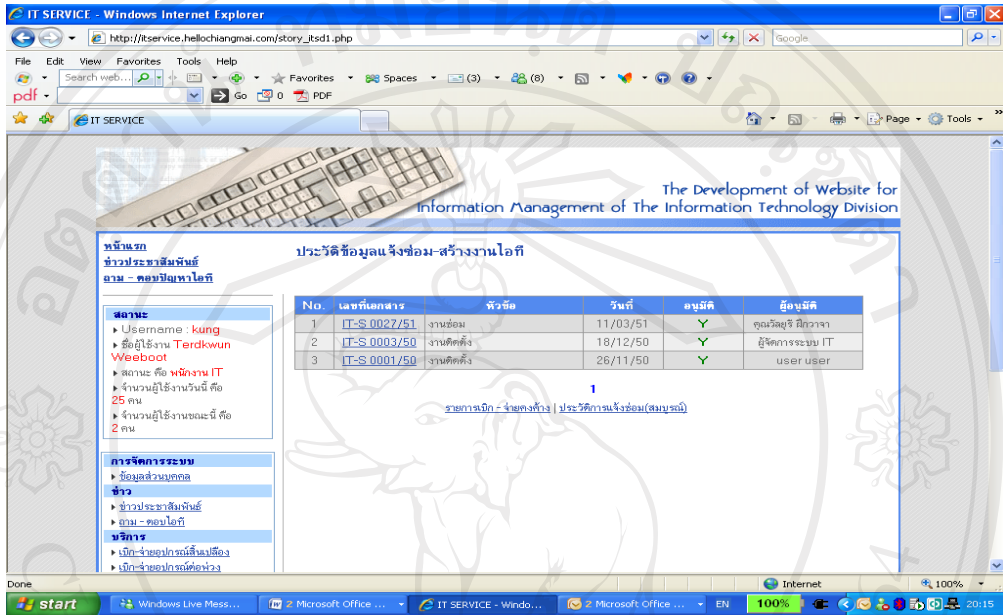 IT SERVICE - Windows Internet Explorer
http://itservice.hellochiangmai.com/story_itsd1.php
Google
File Edit View Favorites Tools Help
Search web... Favorites Spaces (3) (8)
pdf Go 0 PDF
IT SERVICE Page Tools
The Development of Website for
Information Management of The Information Technology Division
หน้าแรก
ข่าวประชาสัมพันธ์
ถาม - ตอบปัญหาไอที
สถานะ
Username : kung
ชื่อผู้ใช้งาน Terdkwun
Weeboot
สถานะ คือ พนักงาน IT
จำนวนผู้ใช้งานวันนี้ คือ
25 คน
จำนวนผู้ใช้งานขณะนี้ คือ
2 คน
การจัดการระบบ
ข้อมูลส่วนบุคคล
ข่าว
ข่าวประชาสัมพันธ์
ถาม - ตอบไอที
บริการ
เบิก-จ่ายอุปกรณ์สิ้นเปลือง
เบิก-จ่ายอุปกรณ์ต่อพ่วง
ประวัติข้อมูลแจ้งซ่อม-สร้างงานไอที
No. เลขที่เอกสาร หัวข้อ วันที่ อนุมัติ ผู้อนุมัติ
1 IT-S 0027/51 งานซ่อม 11/03/51 Y คุณวัลยุริ ฝึกวาจา
2 IT-S 0003/50 งานติดตั้ง 18/12/50 Y ผู้จัดการระบบ IT
3 IT-S 0001/50 งานติดตั้ง 26/11/50 Y user user
1
รายการเบิก - จ่ายคงค้าง | ประวัติการแจ้งซ่อม(สมบูรณ์)
Done Internet 100%
start Windows Live Mess... 2 Microsoft Office ... IT SERVICE - Windo... 2 Microsoft Office ... EN 100% 20:15